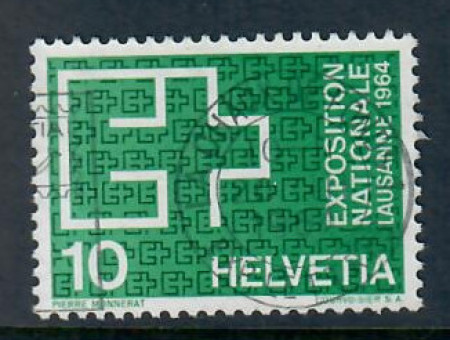 EXPOSITION
NATIONALE
LAUSANNE 1964
10 HELVETIA
PIERRE MONNERAT
COURVOISIER S.A.